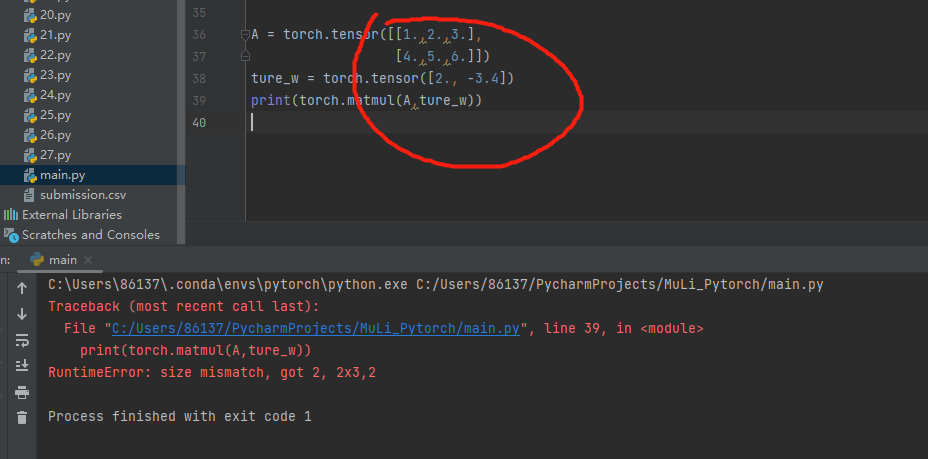 20.py
21.py
22.py
23.py
24.py
25.py
26.py
27.py
main.py
submission.csv
External Libraries
Scratches and Consoles
35
36 A = torch.tensor([[1.,2.,3.],
37 [4.,5.,6.]])
38 ture_w = torch.tensor([2., -3.4])
39 print(torch.matmul(A,ture_w))
40
n: main
C:\Users\86137\.conda\envs\pytorch\python.exe C:/Users/86137/PycharmProjects/MuLi_Pytorch/main.py
Traceback (most recent call last):
File "C:/Users/86137/PycharmProjects/MuLi_Pytorch/main.py", line 39, in <module>
print(torch.matmul(A,ture_w))
RuntimeError: size mismatch, got 2, 2x3,2
Process finished with exit code 1